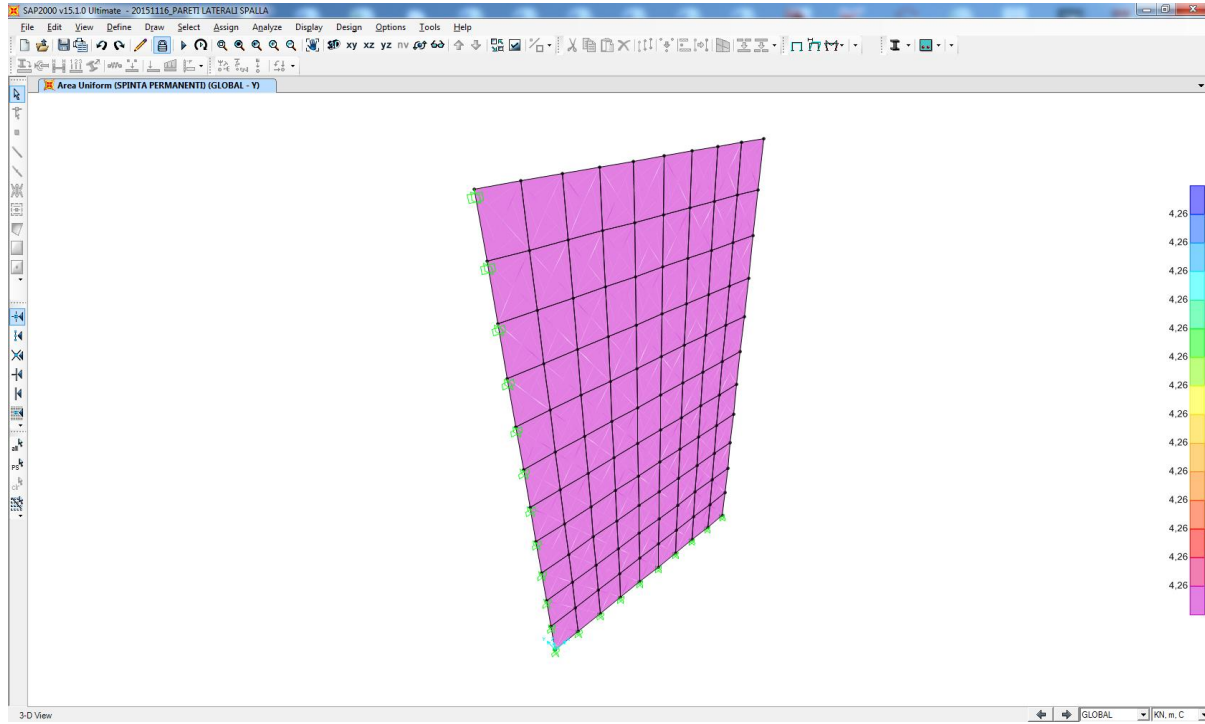 SAP2000 v15.1.0 Ultimate - 20151116_PARETI LATERALI SPALLA
File Edit View Define Draw Select Assign Analyze Display Design Options Tools Help
xy xz yz nv
Area Uniform (SPINTA PERMANENTI) (GLOBAL - Y)
4,26
4,26
4,26
4,26
4,26
4,26
4,26
4,26
4,26
4,26
4,26
4,26
4,26
4,26
all
PS
clr
3-D View
GLOBAL
KN, m, C